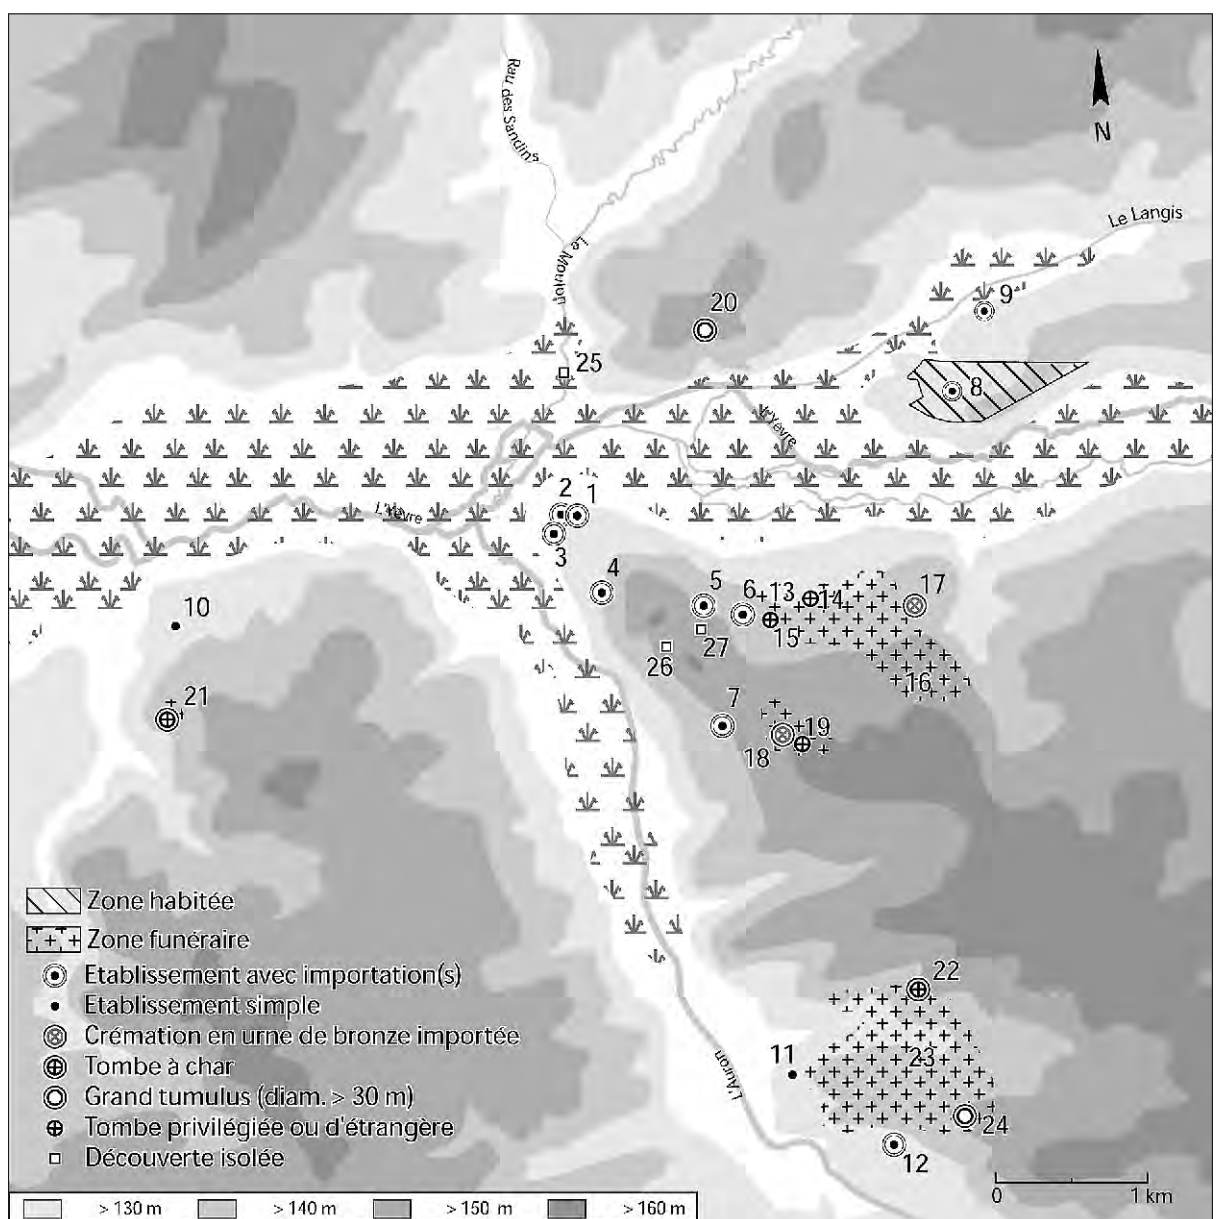 Rau des Sandins
N
Le Langis
Le Moulon
9
20
25
8
L'Yèvre
2
1
L'Yèvre
3
4
5
6
13
14
17
10
15
27
26
16
21
7
19
18
Zone habitée
Zone funéraire
Etablissement avec importation(s)
Etablissement simple
Crémation en urne de bronze importée
Tombe à char
Grand tumulus (diam. > 30 m)
Tombe privilégiée ou d'étrangère
Découverte isolée
22
11
23
L'Auron
24
12
0 1 km
> 130 m > 140 m > 150 m > 160 m